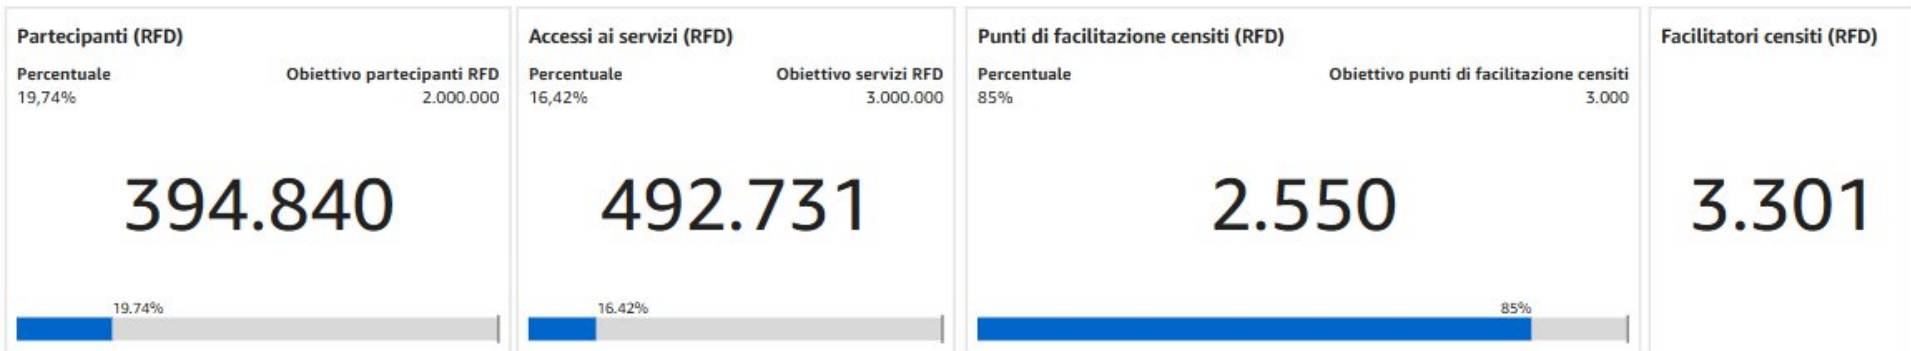 Partecipanti (RFD)
Percentuale Obiettivo partecipanti RFD
19,74% 2.000.000
394.840
19.74%
Accessi ai servizi (RFD)
Percentuale Obiettivo servizi RFD
16,42% 3.000.000
492.731
16.42%
Punti di facilitazione censiti (RFD)
Percentuale Obiettivo punti di facilitazione censiti
85% 3.000
2.550
85%
Facilitatori censiti (RFD)
3.301